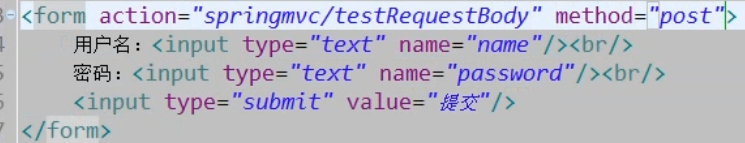 <form action="springmvc/testRequestBody" method="post">
用户名：<input type="text" name="name"/><br/>
密码：<input type="text" name="password"/><br/>
<input type="submit" value="提交"/>
</form>